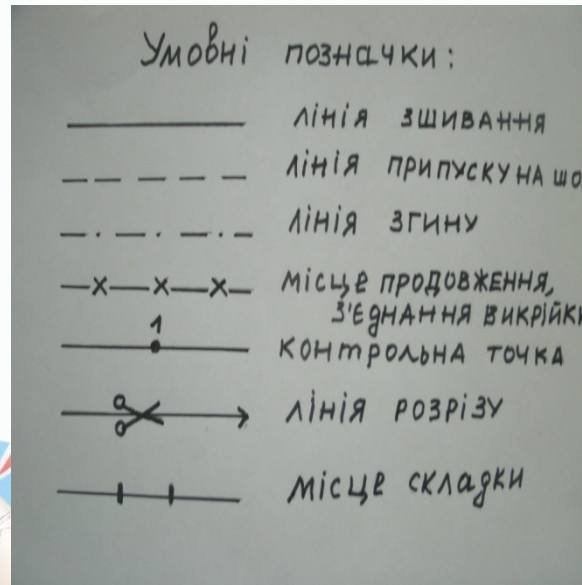 Умовні позначки:
лінія зшивання
лінія припуску на шо
лінія згину
місце продовження,
з'єднання викрійки
1
контрольна точка
лінія розрізу
місце складки